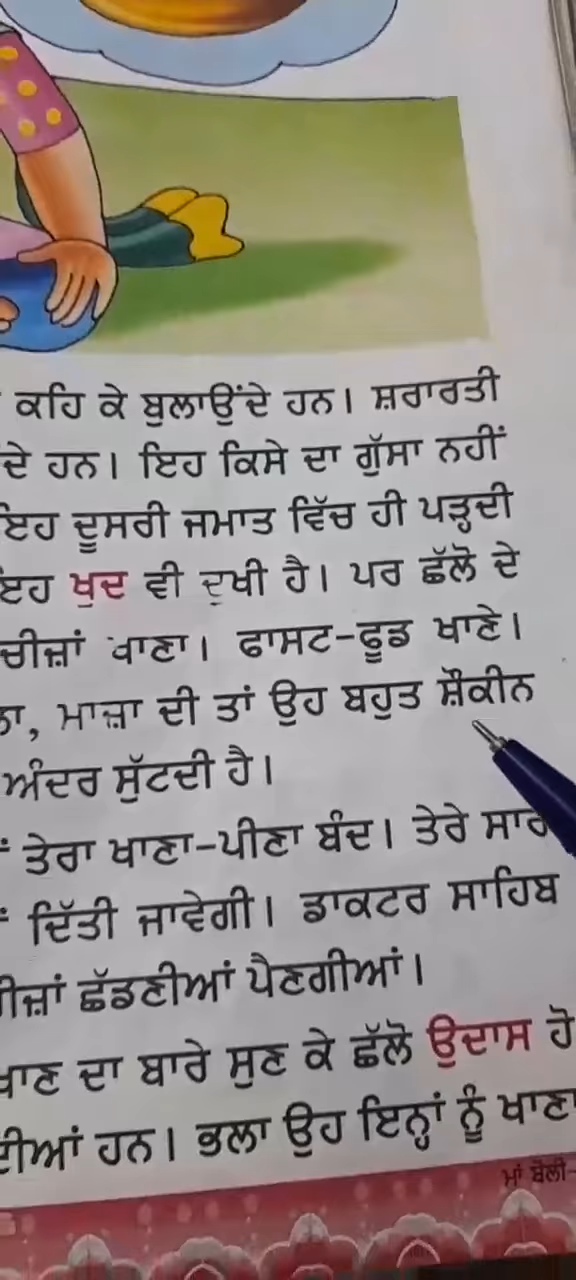 ਕਹਿ ਕੇ ਬੁਲਾਉਂਦੇ ਹਨ। ਸ਼ਰਾਰਤੀ
ਦੇ ਹਨ। ਇਹ ਕਿਸੇ ਦਾ ਗੁੱਸਾ ਨਹੀਂ
ਇਹ ਦੂਸਰੀ ਜਮਾਤ ਵਿੱਚ ਹੀ ਪੜ੍ਹਦੀ
ਇਹ ਖੁਦ ਵੀ ਦੁਖੀ ਹੈ। ਪਰ ਛੱਲੋ ਦੇ
ਚੀਜ਼ਾਂ ਖਾਣਾ। ਫਾਸਟ-ਫੂਡ ਖਾਣੇ।
ਮਾਜ਼ਾ ਦੀ ਤਾਂ ਉਹ ਬਹੁਤ ਸ਼ੌਕੀਨ
ਅੰਦਰ ਸੁੱਟਦੀ ਹੈ।
ਤੇਰਾ ਖਾਣਾ-ਪੀਣਾ ਬੰਦ। ਤੇਰੇ
ਦਿੱਤੀ ਜਾਵੇਗੀ। ਡਾਕਟਰ ਸਾਹਿਬ
ਛੱਡਣੀਆਂ ਪੈਣਗੀਆਂ।
ਖਾਣ ਦਾ ਬਾਰੇ ਸੁਣ ਕੇ ਛੱਲੋ ਉਦਾਸ ਹੋ
ਹਨ। ਭਲਾ ਉਹ ਇਨ੍ਹਾਂ ਨੂੰ ਖਾਣਾ
ਮਾਂ ਬੋਲੀ-